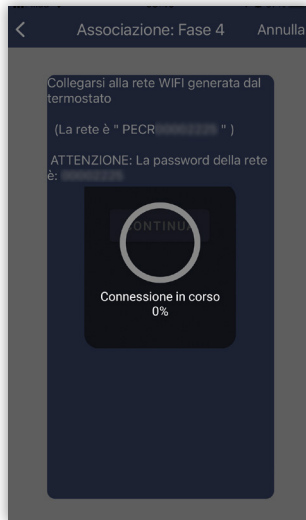 Associazione: Fase 4 Annulla
Collegarsi alla rete WIFI generata dal
termostato
(La rete è " PECR " )
ATTENZIONE: La password della rete
è:
CONTINUA
Connessione in corso
0%